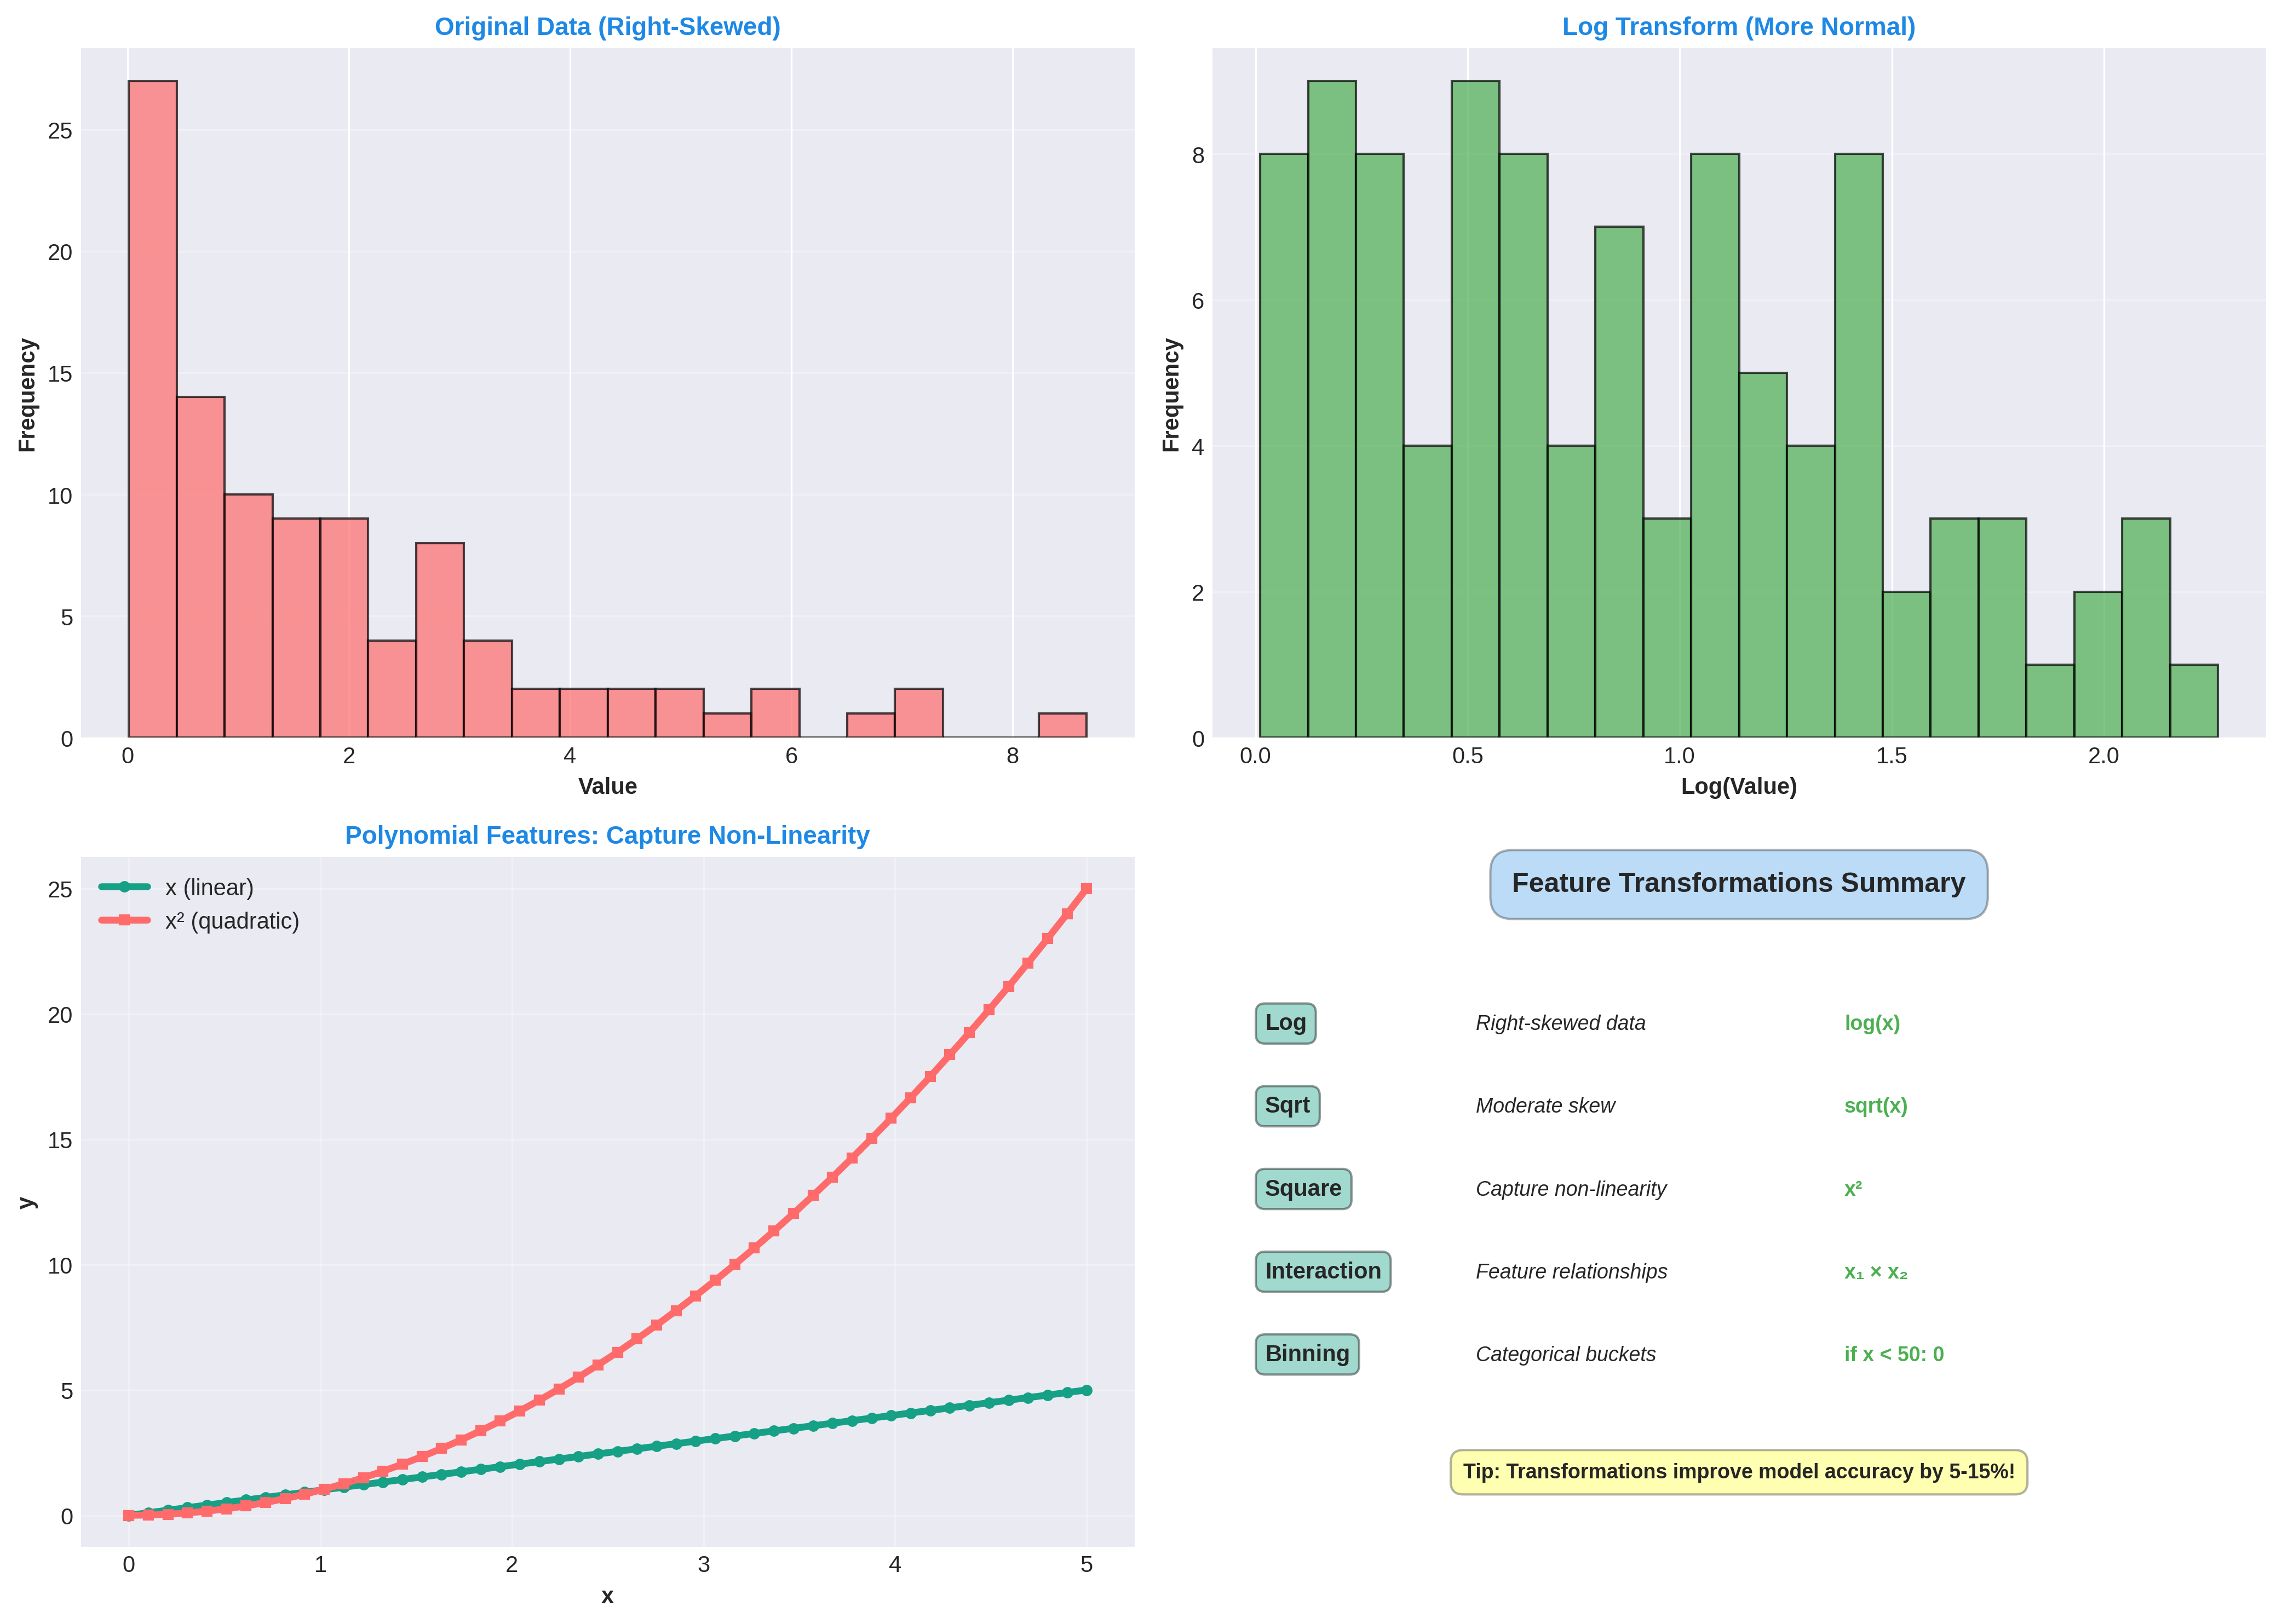 Original Data (Right-Skewed)
Frequency
25
20
15
10
5
0
0 2 4 6 8
Value
Log Transform (More Normal)
Frequency
8
6
4
2
0
0.0 0.5 1.0 1.5 2.0
Log(Value)
Polynomial Features: Capture Non-Linearity
x (linear)
x² (quadratic)
y
25
20
15
10
5
0
0 1 2 3 4 5
x
Feature Transformations Summary
Log Right-skewed data log(x)
Sqrt Moderate skew sqrt(x)
Square Capture non-linearity x²
Interaction Feature relationships x₁ × x₂
Binning Categorical buckets if x < 50: 0
Tip: Transformations improve model accuracy by 5-15%!